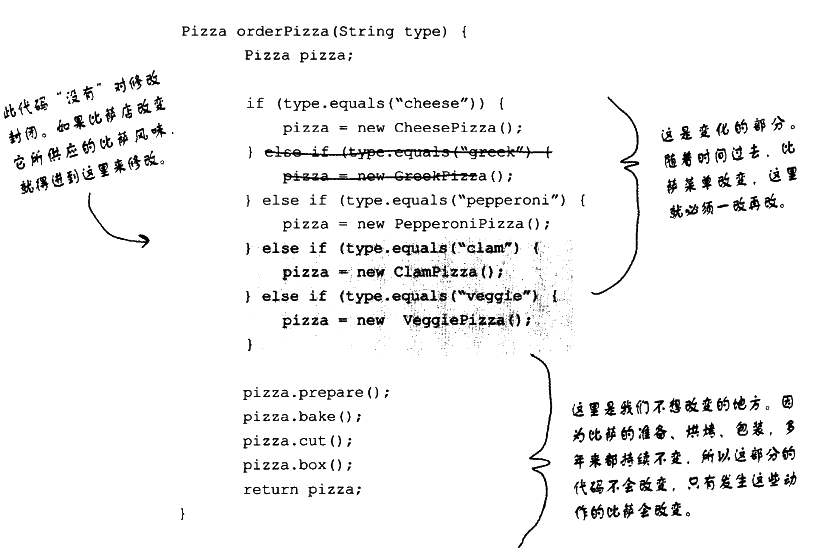 Pizza orderPizza(String type) {
Pizza pizza;
此代码“没有”对修改
封闭。如果比萨店改变
它所供应的比萨风味，
就得进到这里来修改。
if (type.equals(“cheese”)) {
pizza = new CheesePizza();
} else if (type.equals(“greek”) {
pizza = new GreekPizza();
} else if (type.equals(“pepperoni”) {
pizza = new PepperoniPizza();
} else if (type.equals(“clam”) {
pizza = new ClamPizza();
} else if (type.equals(“veggie”) {
pizza = new VeggiePizza();
}
这是变化的部分。
随着时间过去，比
萨菜单改变，这里
就必须一改再改。
pizza.prepare();
pizza.bake();
pizza.cut();
pizza.box();
return pizza;
}
这里是我们不想改变的地方。因
为比萨的准备、烘烤、包装，多
年来都持续不变，所以这部分的
代码不会改变，只有发生这些动
作的比萨会改变。